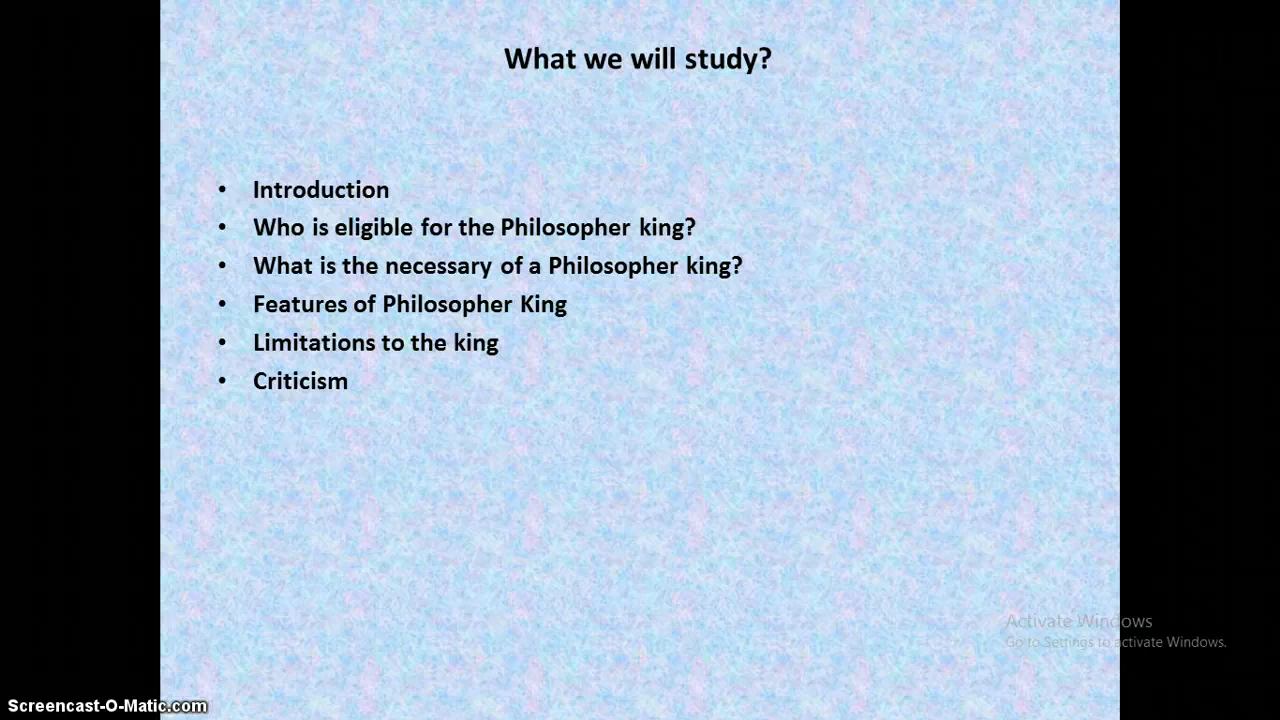 What we will study?
• Introduction
• Who is eligible for the Philosopher king?
• What is the necessary of a Philosopher king?
• Features of Philosopher King
• Limitations to the king
• Criticism
Activate Windows
Go to Settings to activate Windows.
Screencast-O-Matic.com